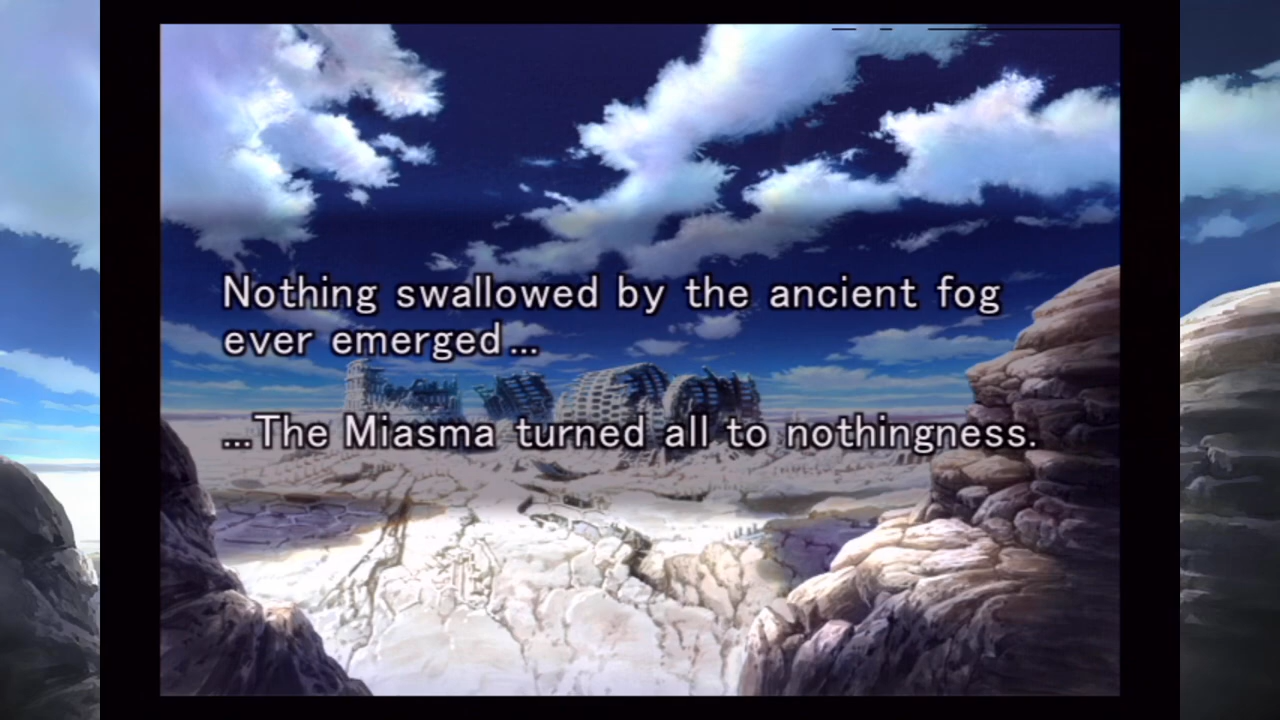 Nothing swallowed by the ancient fog
ever emerged...
...The Miasma turned all to nothingness.